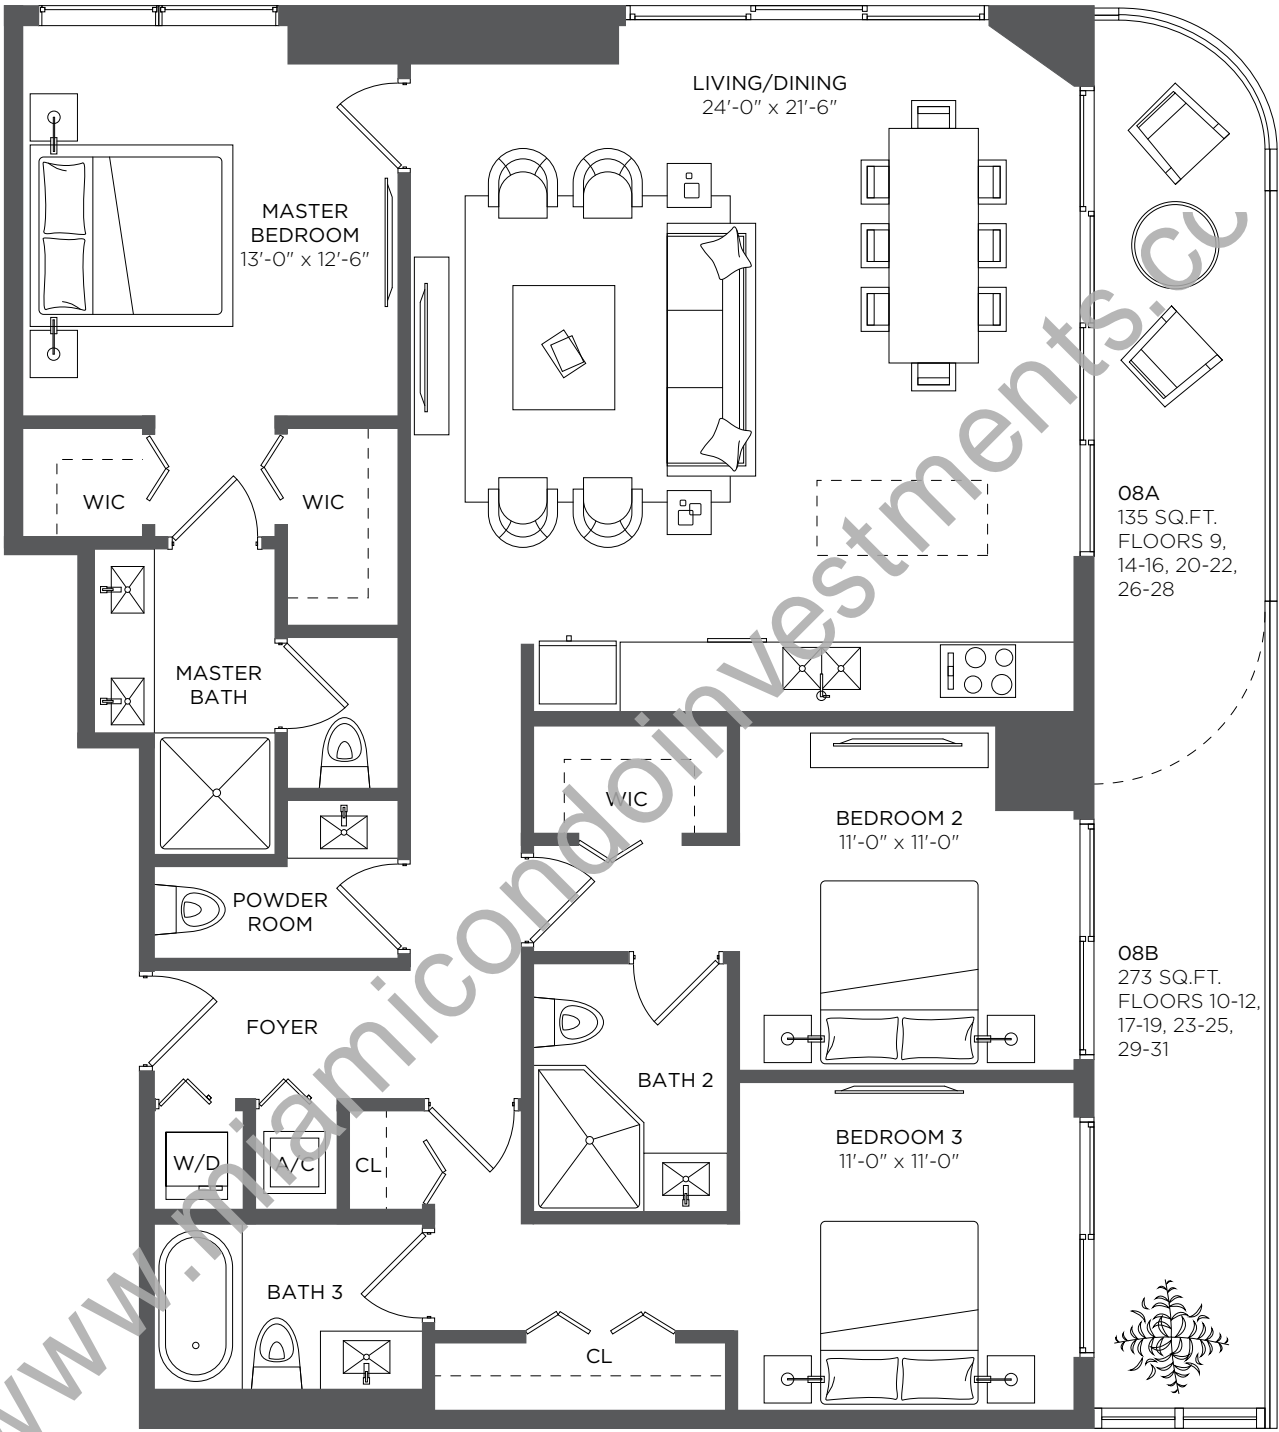 LIVING/DINING
24'-0" x 21'-6"
MASTER
BEDROOM
13'-0" x 12'-6"
WIC
WIC
08A
135 SQ.FT.
FLOORS 9,
14-16, 20-22,
26-28
MASTER
BATH
WIC
BEDROOM 2
11'-0" x 11'-0"
POWDER
ROOM
08B
273 SQ.FT.
FLOORS 10-12,
17-19, 23-25,
29-31
FOYER
BATH 2
BEDROOM 3
11'-0" x 11'-0"
W/D
A/C
CL
BATH 3
CL
www.miamicondoinvestments.cc